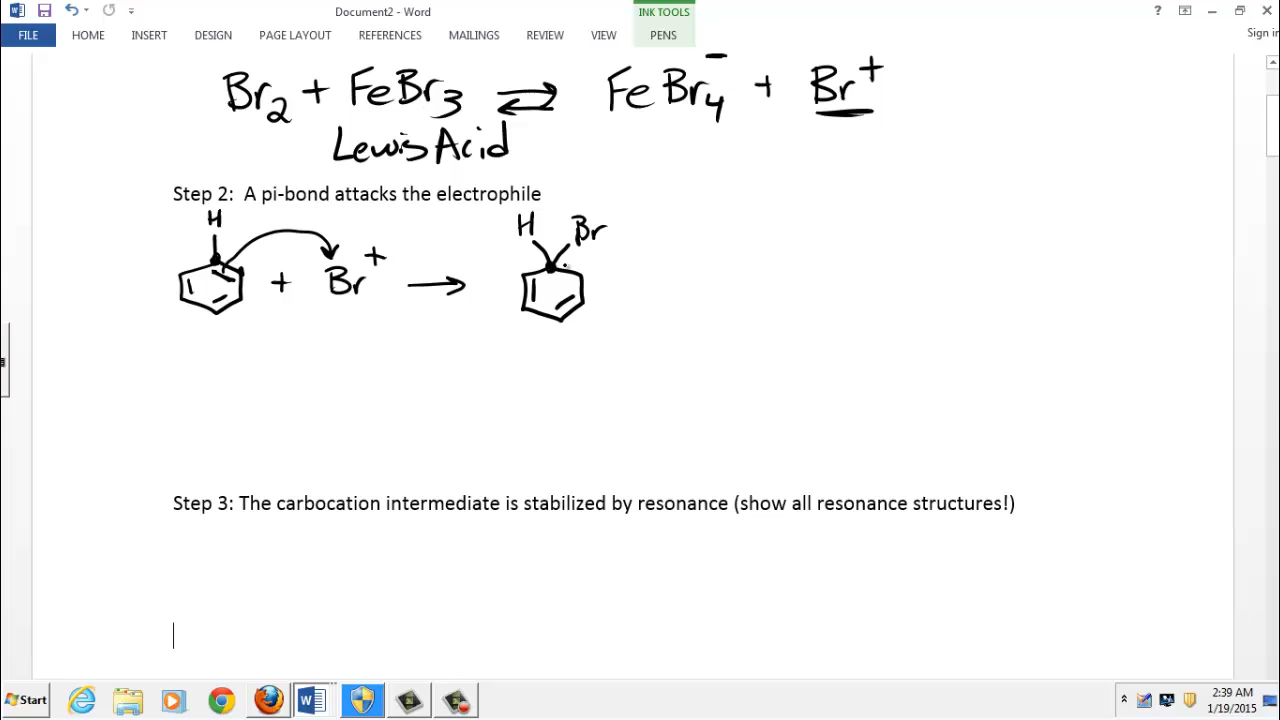 Document2 - Word
INK TOOLS
?
FILE HOME INSERT DESIGN PAGE LAYOUT REFERENCES MAILINGS REVIEW VIEW PENS
Sign in
Br₂ + FeBr₃ ⇌ FeBr₄⁻ + Br⁺
Lewis Acid
Step 2: A pi-bond attacks the electrophile
H H Br
+ Br⁺ →
Step 3: The carbocation intermediate is stabilized by resonance (show all resonance structures!)
Start
2:39 AM
1/19/2015